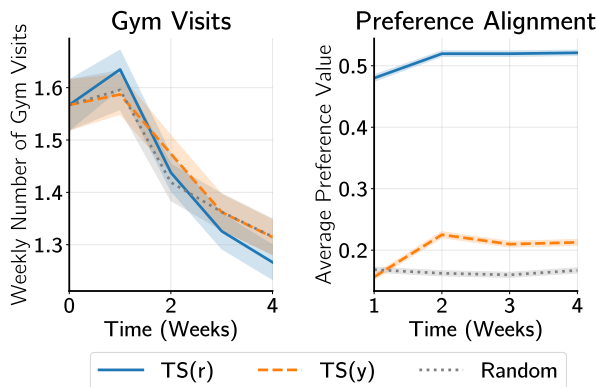 Gym Visits
Weekly Number of Gym Visits
1.6
1.5
1.4
1.3
0
2
4
Time (Weeks)
Preference Alignment
Average Preference Value
0.5
0.4
0.3
0.2
1
2
3
4
Time (Weeks)
TS(r)
TS(y)
Random